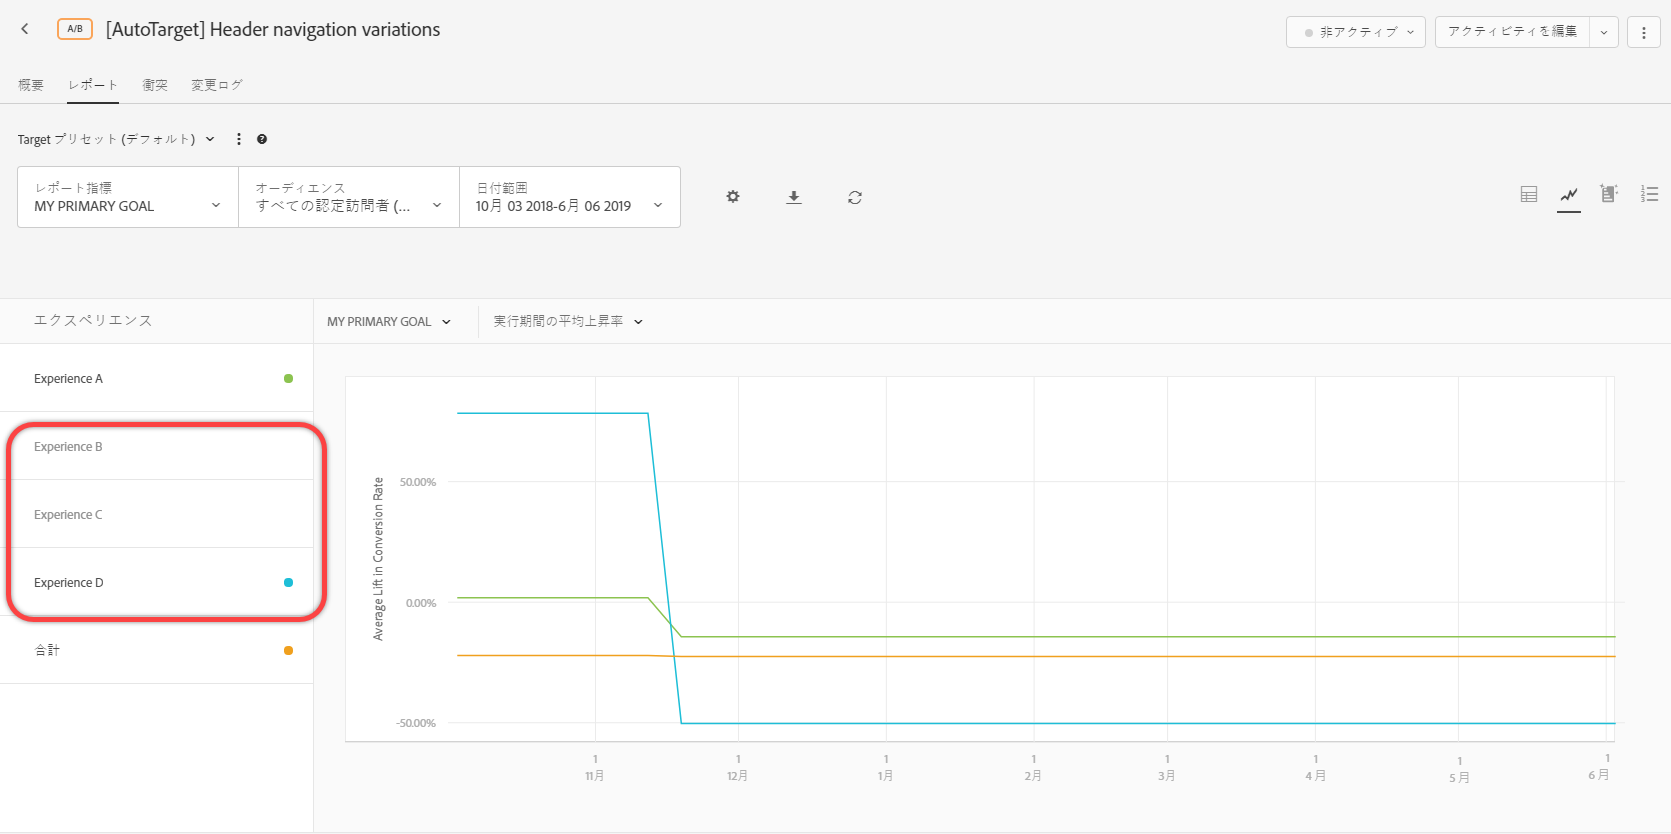 A/B [AutoTarget] Header navigation variations
非アクティブ
アクティビティを編集
概要 レポート 衝突 変更ログ
Target プリセット (デフォルト)
レポート指標
MY PRIMARY GOAL
オーディエンス
すべての認定訪問者 (...
日付範囲
10月 03 2018-6月 06 2019
エクスペリエンス
MY PRIMARY GOAL
実行期間の平均上昇率
Experience A
Experience B
Experience C
Experience D
合計
Average Lift in Conversion Rate
50.00%
0.00%
-50.00%
1 1 1 1 1 1 1 1
11月 12月 1月 2月 3月 4月 5月 6月